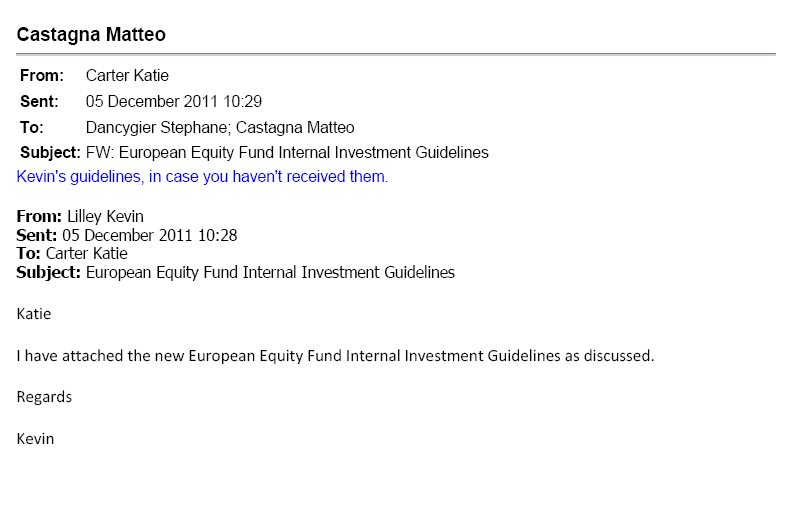 Castagna Matteo
From: Carter Katie
Sent: 05 December 2011 10:29
To: Dancygier Stephane; Castagna Matteo
Subject: FW: European Equity Fund Internal Investment Guidelines
Kevin's guidelines, in case you haven't received them.
From: Lilley Kevin
Sent: 05 December 2011 10:28
To: Carter Katie
Subject: European Equity Fund Internal Investment Guidelines
Katie
I have attached the new European Equity Fund Internal Investment Guidelines as discussed.
Regards
Kevin